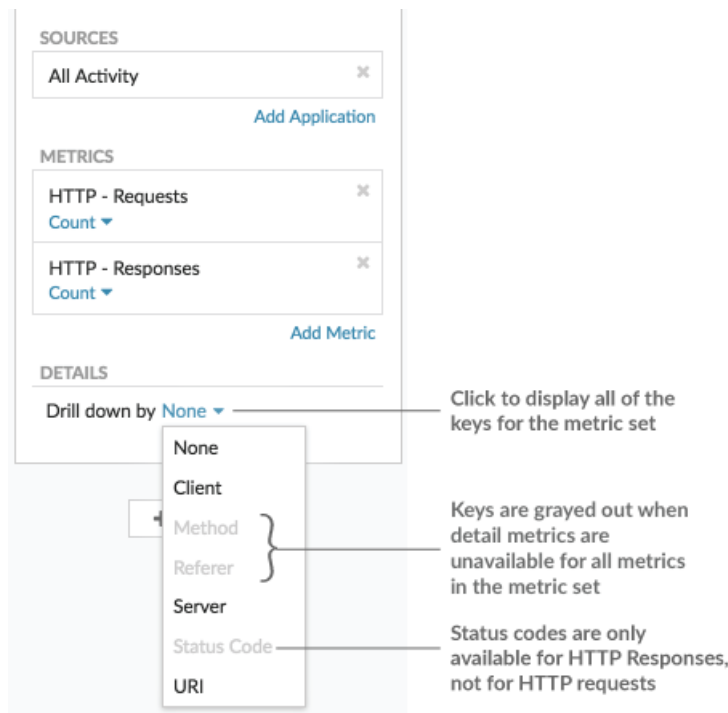 SOURCES
All Activity
Add Application
METRICS
HTTP - Requests
Count
HTTP - Responses
Count
Add Metric
DETAILS
Drill down by None
None
Client
Method
Referer
Server
Status Code
URI
Click to display all of the
keys for the metric set
Keys are grayed out when
detail metrics are
unavailable for all metrics
in the metric set
Status codes are only
available for HTTP Responses,
not for HTTP requests